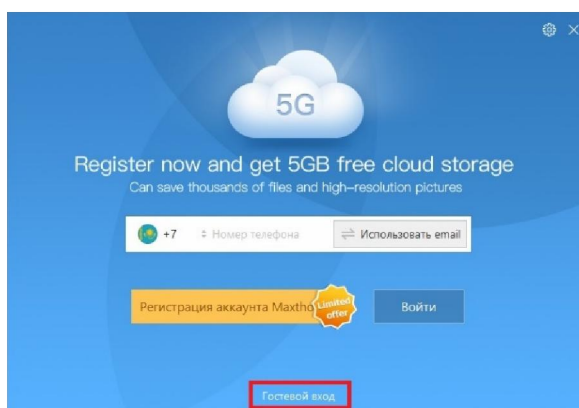 5G
Register now and get 5GB free cloud storage
Can save thousands of files and high-resolution pictures
+7 Номер телефона Использовать email
Регистрация аккаунта Maxtho Limited offer Войти
Гостевой вход